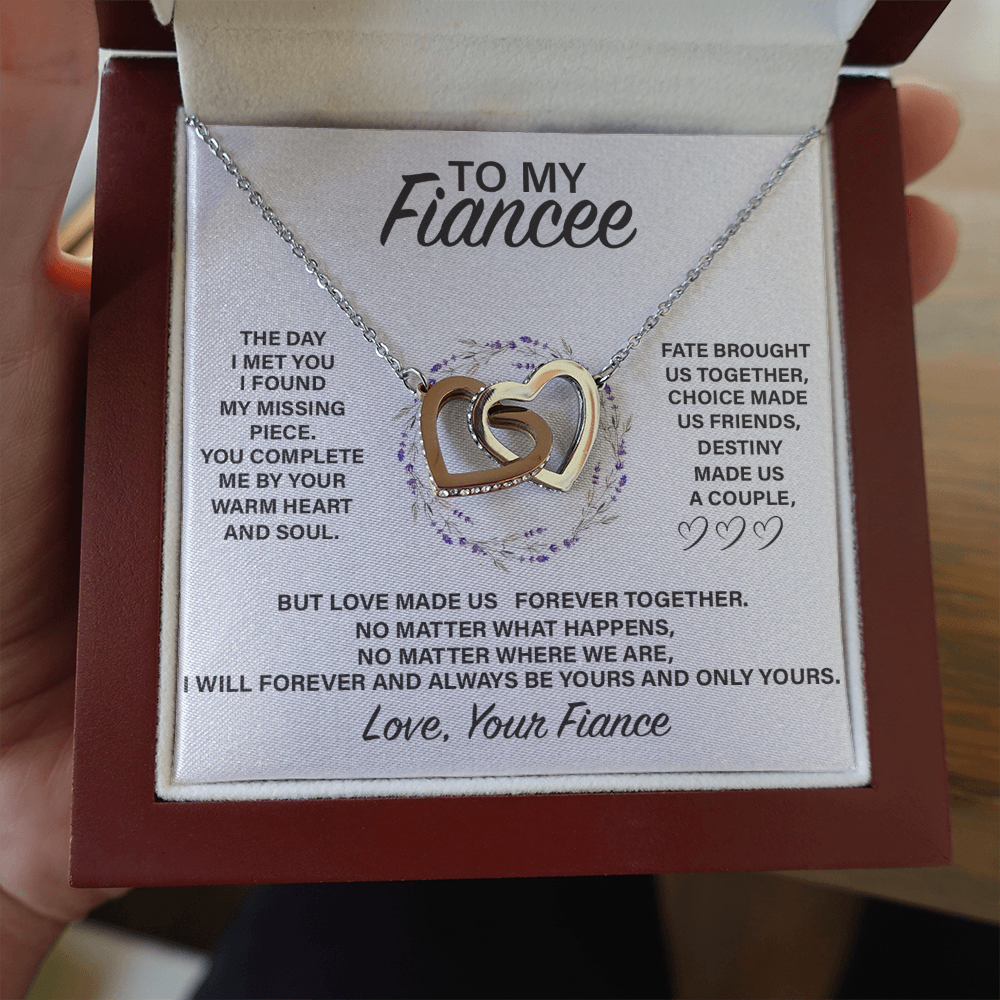 TO MY
Fiancee
THE DAY
I MET YOU
I FOUND
MY MISSING
PIECE.
YOU COMPLETE
ME BY YOUR
WARM HEART
AND SOUL.
FATE BROUGHT
US TOGETHER,
CHOICE MADE
US FRIENDS,
DESTINY
MADE US
A COUPLE,
BUT LOVE MADE US FOREVER TOGETHER.
NO MATTER WHAT HAPPENS,
NO MATTER WHERE WE ARE,
I WILL FOREVER AND ALWAYS BE YOURS AND ONLY YOURS.
Love, Your Fiance